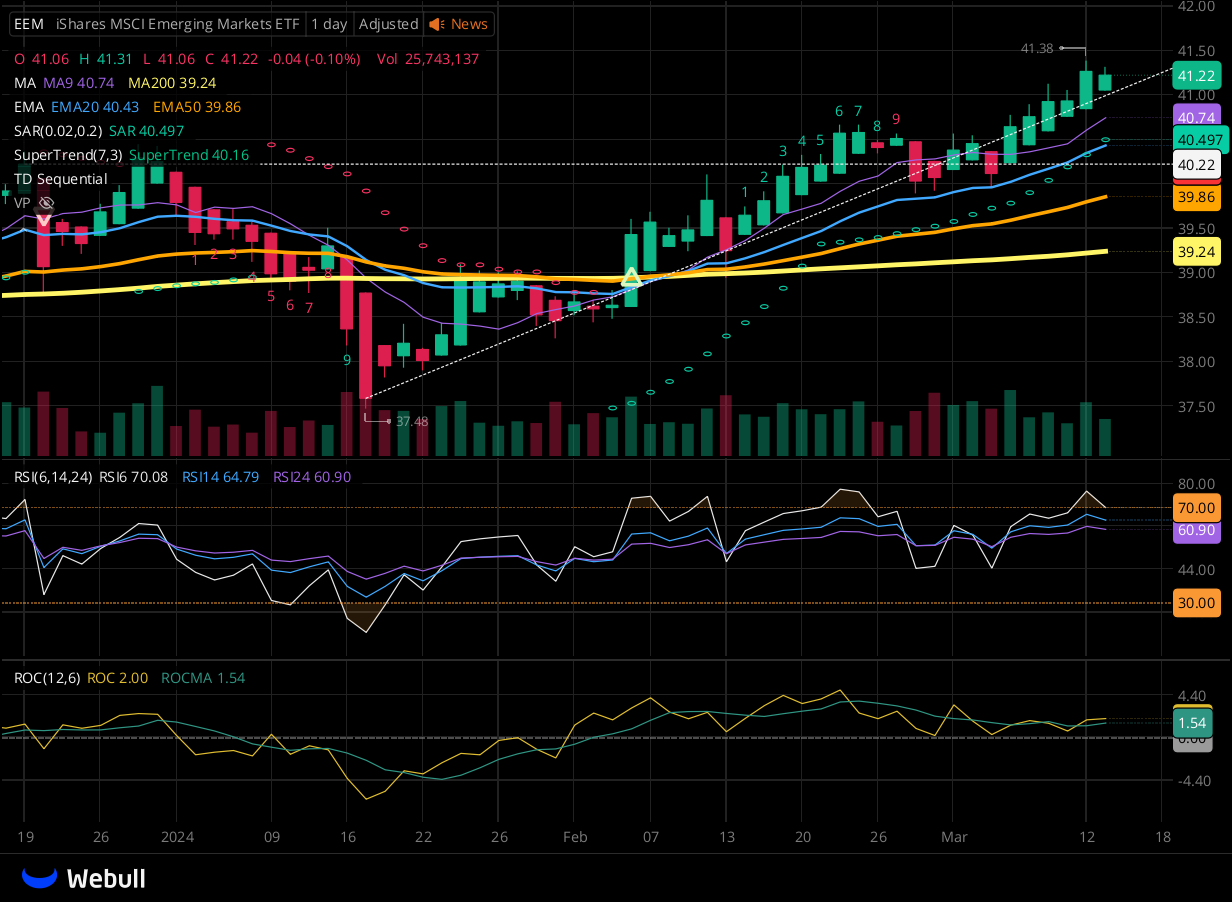 EEM iShares MSCI Emerging Markets ETF 1 day Adjusted News
O 41.06 H 41.31 L 41.06 C 41.22 -0.04 (-0.10%) Vol 25,743,137
MA MA9 40.74 MA200 39.24
EMA EMA20 40.43 EMA50 39.86
SAR(0.02,0.2) SAR 40.497
SuperTrend(7,3) SuperTrend 40.16
TD Sequential
VP
42.00
41.50
41.38
41.22
41.00
40.74
40.497
40.22
39.86
39.50
39.24
39.00
38.50
38.00
37.50
37.48
1 2 3 4 5 6 7 8 9
1 2 3 4 5 6 7 8 9
RSI(6,14,24) RSI6 70.08 RSI14 64.79 RSI24 60.90
80.00
70.00
60.90
44.00
30.00
ROC(12,6) ROC 2.00 ROCMA 1.54
4.40
1.54
0.00
-4.40
19 26 2024 09 16 22 26 Feb 07 13 20 26 Mar 12 18
Webull